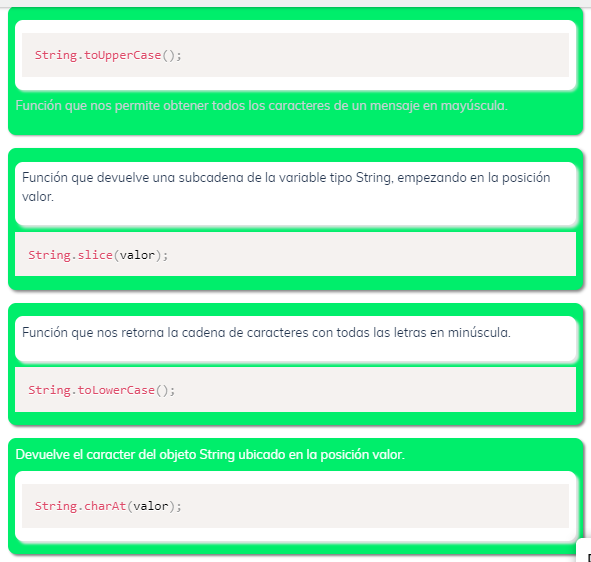 String.toUpperCase();
Función que nos permite obtener todos los caracteres de un mensaje en mayúscula.
Función que devuelve una subcadena de la variable tipo String, empezando en la posición
valor.
String.slice(valor);
Función que nos retorna la cadena de caracteres con todas las letras en minúscula.
String.toLowerCase();
Devuelve el caracter del objeto String ubicado en la posición valor.
String.charAt(valor);